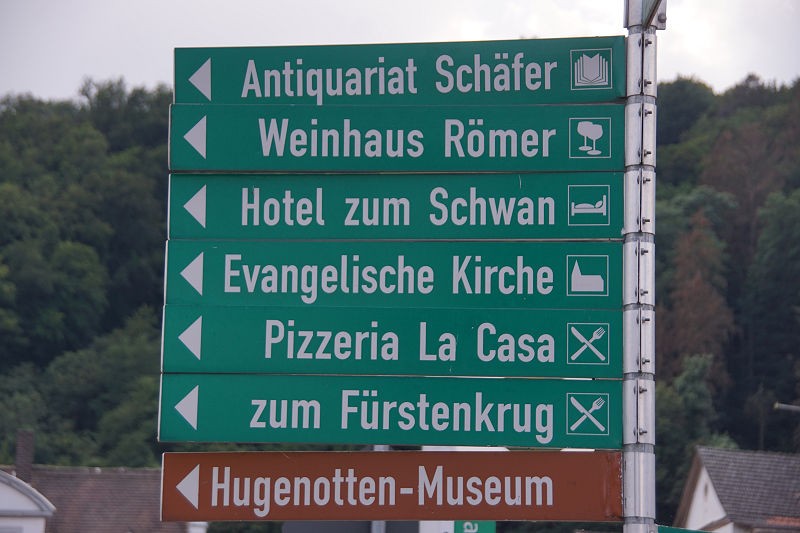 Antiquariat Schäfer
Weinhaus Römer
Hotel zum Schwan
Evangelische Kirche
Pizzeria La Casa
zum Fürstenkrug
Hugenotten-Museum